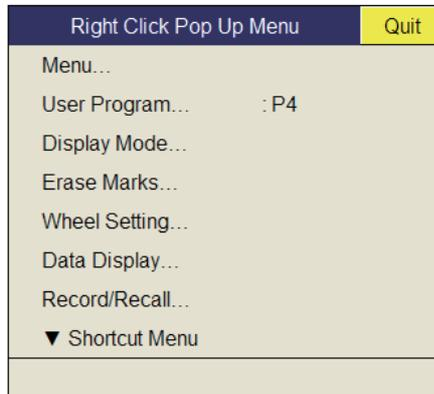 Right Click Pop Up Menu Quit
Menu...
User Program... : P4
Display Mode...
Erase Marks...
Wheel Setting...
Data Display...
Record/Recall...
▼ Shortcut Menu